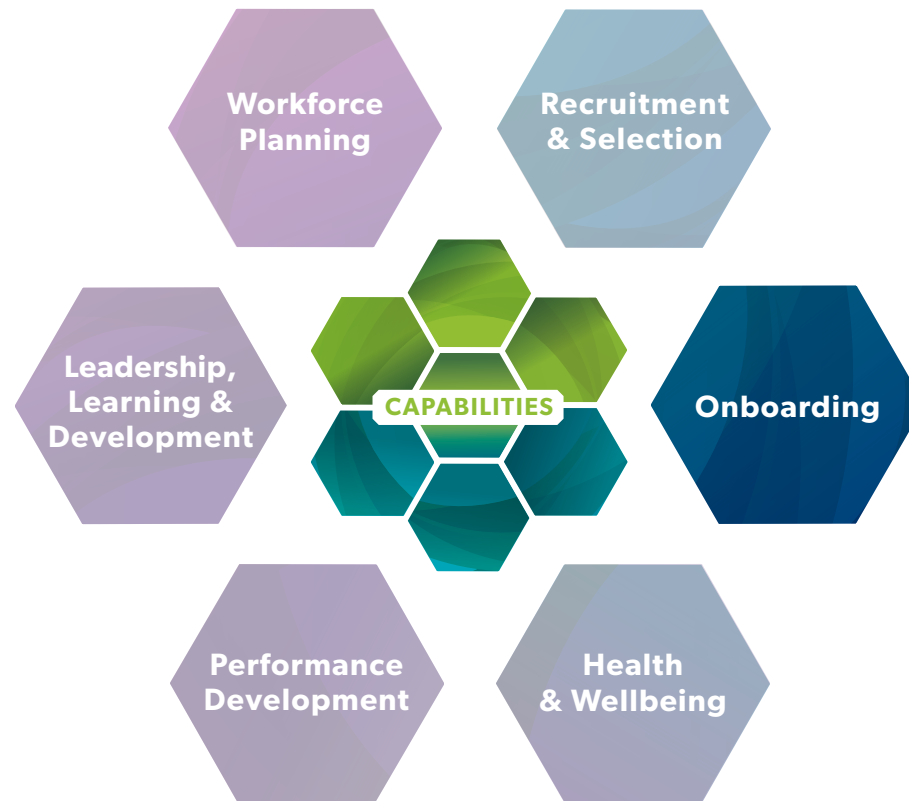 Workforce
Planning
Recruitment
& Selection
Leadership,
Learning &
Development
CAPABILITIES
Onboarding
Performance
Development
Health
& Wellbeing